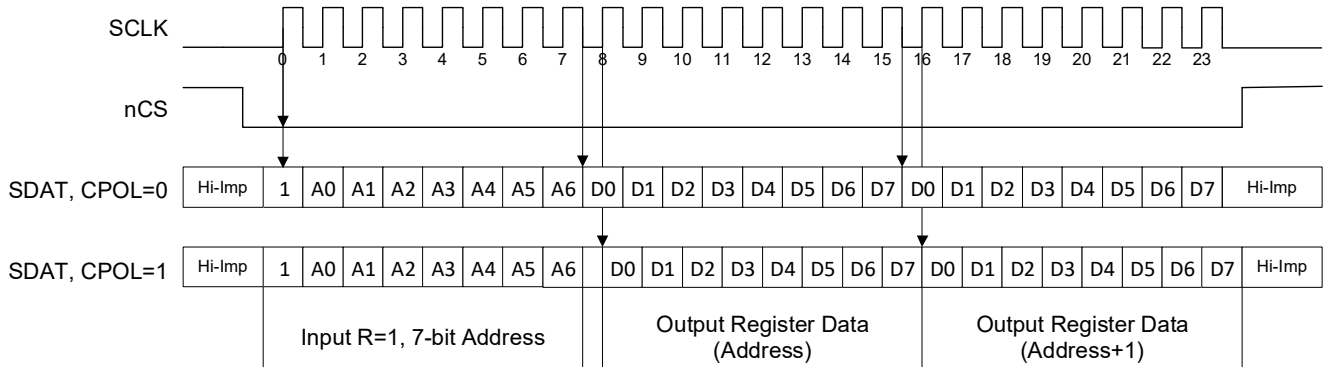 SCLK
0 1 2 3 4 5 6 7 8 9 10 11 12 13 14 15 16 17 18 19 20 21 22 23
nCS
SDAT, CPOL=0 Hi-Imp 1 A0 A1 A2 A3 A4 A5 A6 D0 D1 D2 D3 D4 D5 D6 D7 D0 D1 D2 D3 D4 D5 D6 D7 Hi-Imp
SDAT, CPOL=1 Hi-Imp 1 A0 A1 A2 A3 A4 A5 A6 D0 D1 D2 D3 D4 D5 D6 D7 D0 D1 D2 D3 D4 D5 D6 D7 Hi-Imp
Input R=1, 7-bit Address
Output Register Data
(Address)
Output Register Data
(Address+1)